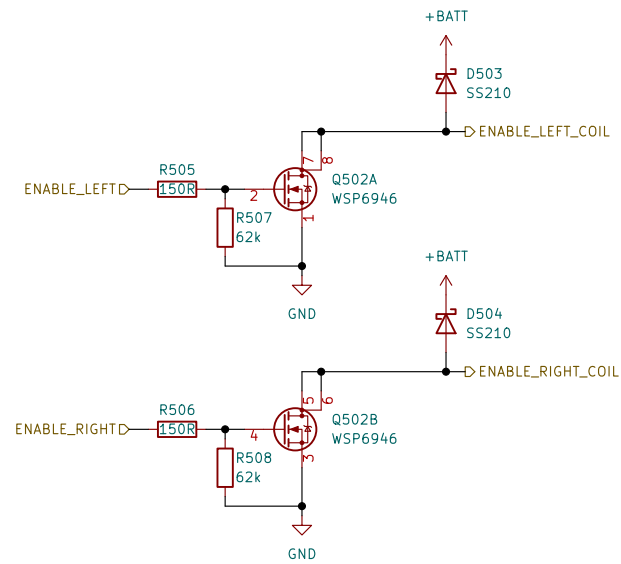 +BATT
D503
SS210
ENABLE_LEFT_COIL
7
8
R505
Q502A
ENABLE_LEFT
150R
2
WSP6946
R507
1
62k
+BATT
GND
D504
SS210
ENABLE_RIGHT_COIL
5
6
R506
Q502B
ENABLE_RIGHT
150R
4
WSP6946
R508
3
62k
GND